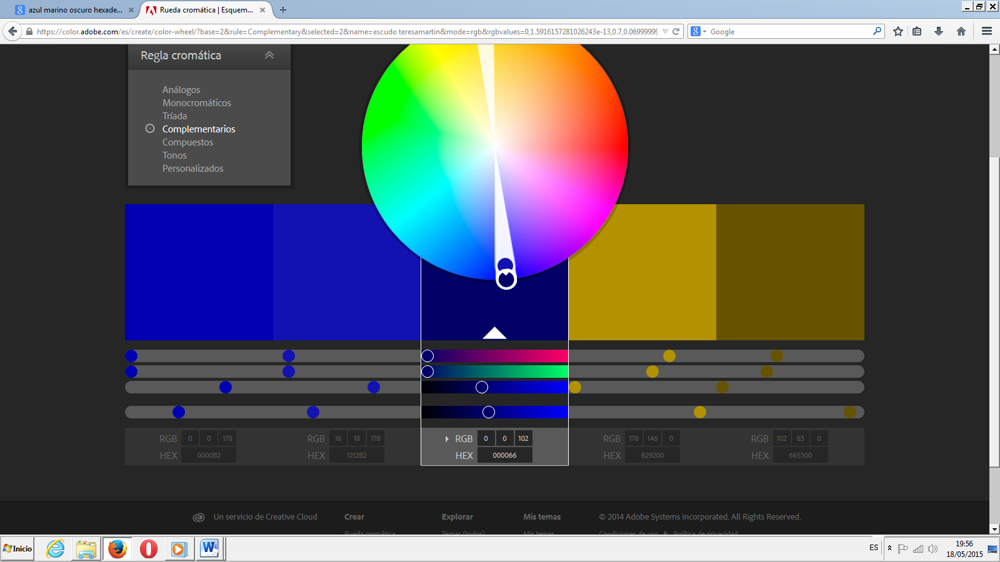 azul marino oscuro hexade...
Rueda cromática | Esquem...
https://color.adobe.com/es/create/color-wheel/?base=2&rule=Complementary&selected=2&name=escudo teresamartin&mode=rgb&rgbvalues=0,1.5916157281026243e-13,0.7,0.06999999
Google
Regla cromática
Análogos
Monocromáticos
Tríada
Complementarios
Compuestos
Tonos
Personalizados
RGB 0 0 178 RGB 18 18 178 RGB 0 0 102 RGB 178 146 0 RGB 102 83 0
HEX 0000B2 HEX 1212B2 HEX 000066 HEX B29200 HEX 665300
Un servicio de Creative Cloud Crear Explorar Mis temas © 2014 Adobe Systems Incorporated. All Rights Reserved.
Rueda cromática Temas (todos) Mis temas Condiciones de uso & Política de privacidad
Inicio
ES
19:56
18/05/2015